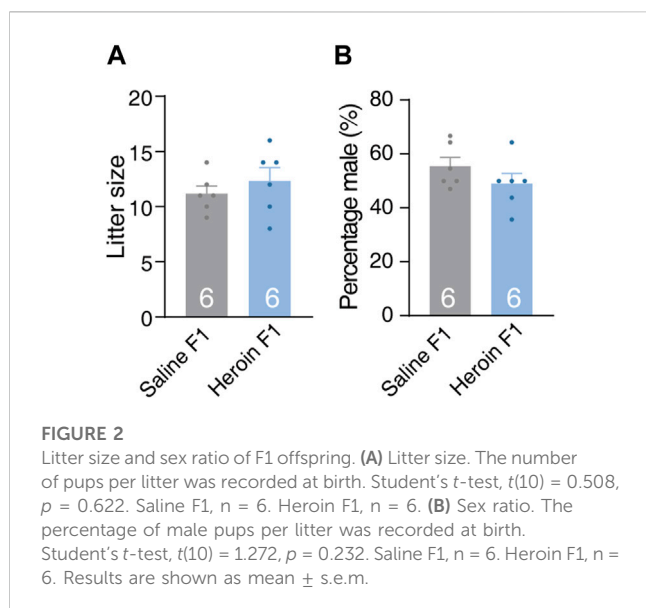 A
B
Litter size
20
15
10
5
0
6
6
Saline F1
Heroin F1
Percentage male (%)
80
60
40
20
0
6
6
Saline F1
Heroin F1
FIGURE 2
Litter size and sex ratio of F1 offspring. (A) Litter size. The number
of pups per litter was recorded at birth. Student's t-test, t(10) = 0.508,
p = 0.622. Saline F1, n = 6. Heroin F1, n = 6. (B) Sex ratio. The
percentage of male pups per litter was recorded at birth.
Student's t-test, t(10) = 1.272, p = 0.232. Saline F1, n = 6. Heroin F1, n =
6. Results are shown as mean ± s.e.m.